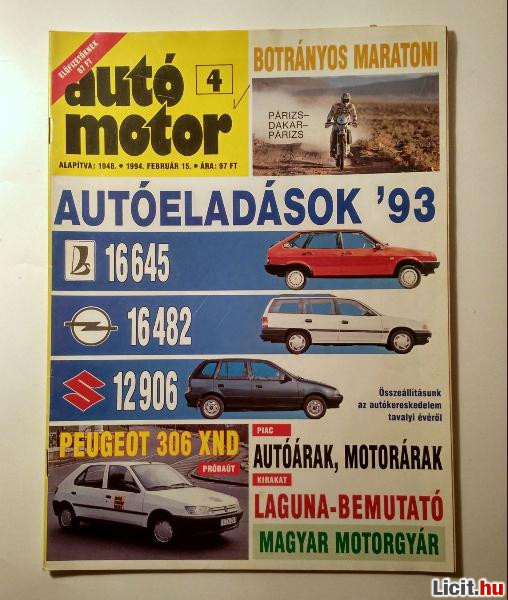 ELŐFIZETŐKNEK
87 FT
autó
motor
4
ALAPÍTVA: 1948. • 1994. FEBRUÁR 15. • ÁRA: 97 FT
BOTRÁNYOS MARATONI
PÁRIZS–
DAKAR–
PÁRIZS
AUTÓELADÁSOK '93
16 645
16 482
12 906
Összeállításunk
az autókereskedelem
tavalyi évéről
PEUGEOT 306 XND
PRÓBAÚT
PIAC
AUTÓÁRAK, MOTORÁRAK
KIRAKAT
LAGUNA-BEMUTATÓ
MAGYAR MOTORGYÁR
Licit.hu